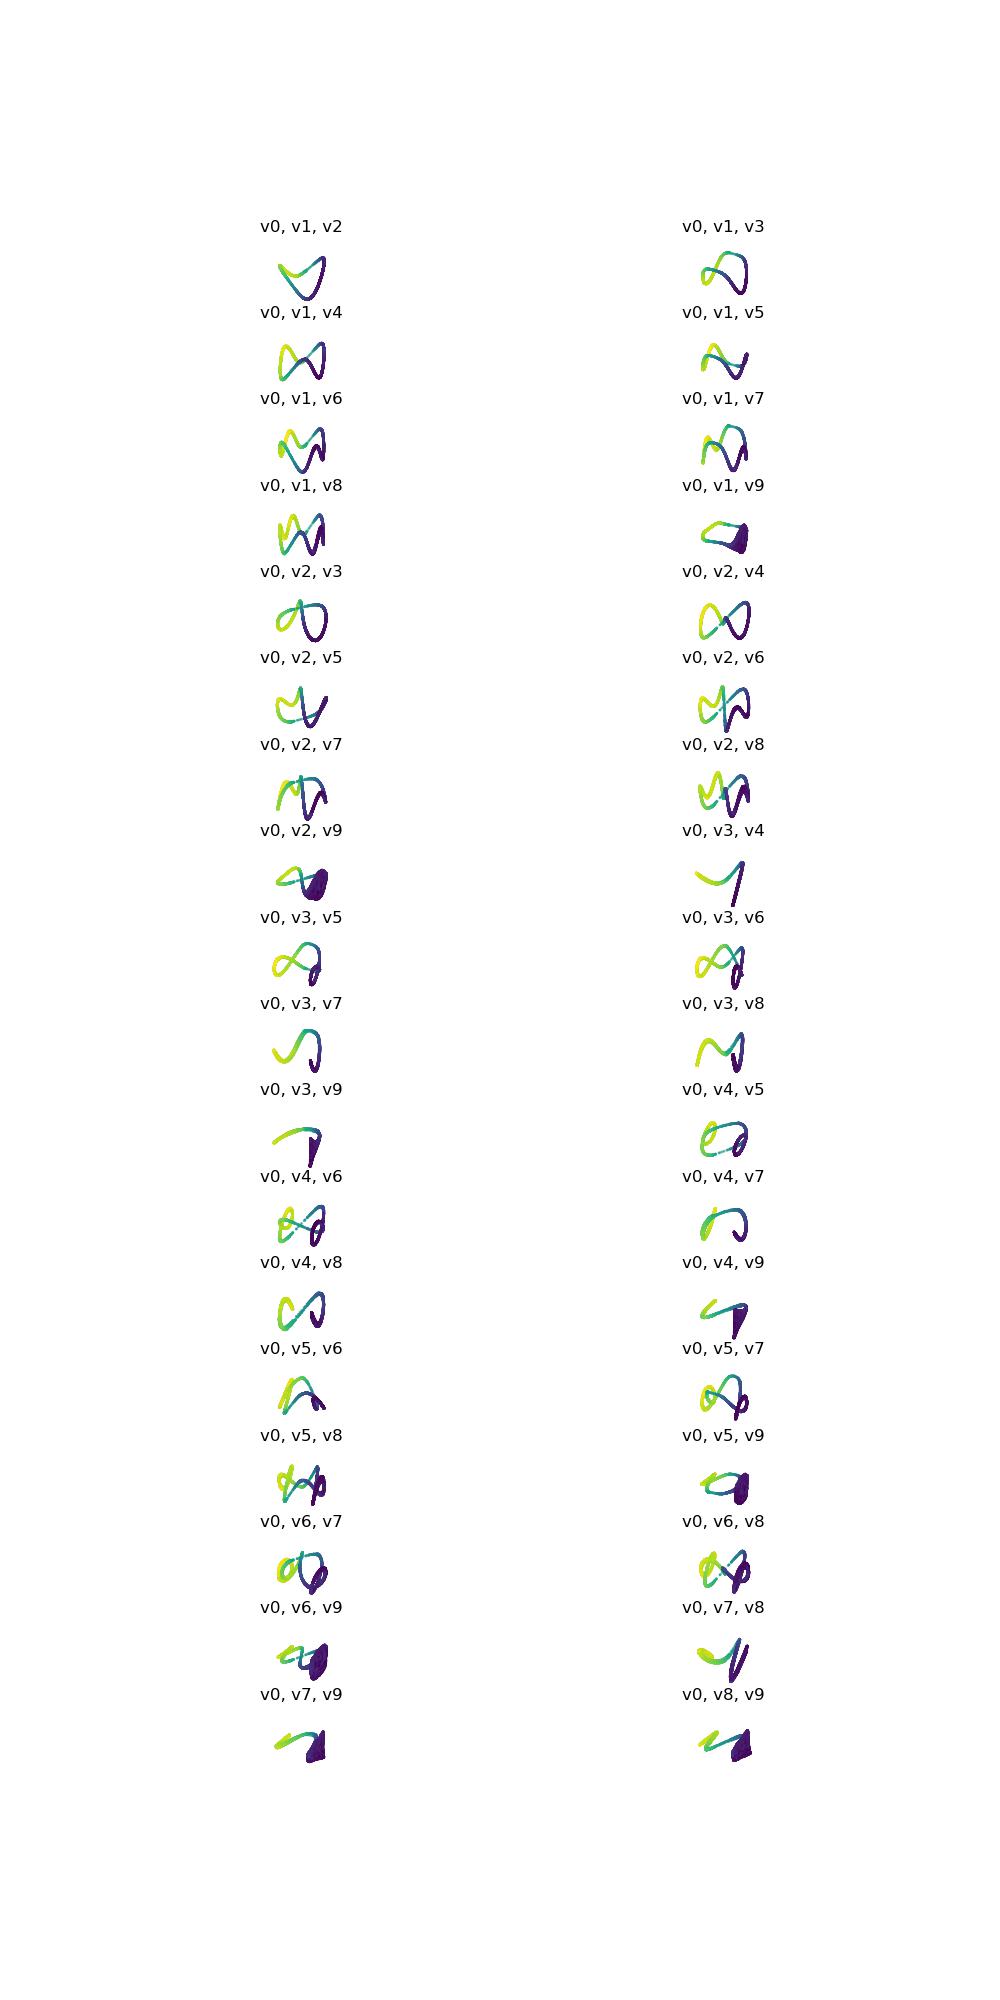 v0, v1, v2
v0, v1, v3
v0, v1, v4
v0, v1, v5
v0, v1, v6
v0, v1, v7
v0, v1, v8
v0, v1, v9
v0, v2, v3
v0, v2, v4
v0, v2, v5
v0, v2, v6
v0, v2, v7
v0, v2, v8
v0, v2, v9
v0, v3, v4
v0, v3, v5
v0, v3, v6
v0, v3, v7
v0, v3, v8
v0, v3, v9
v0, v4, v5
v0, v4, v6
v0, v4, v7
v0, v4, v8
v0, v4, v9
v0, v5, v6
v0, v5, v7
v0, v5, v8
v0, v5, v9
v0, v6, v7
v0, v6, v8
v0, v6, v9
v0, v7, v8
v0, v7, v9
v0, v8, v9